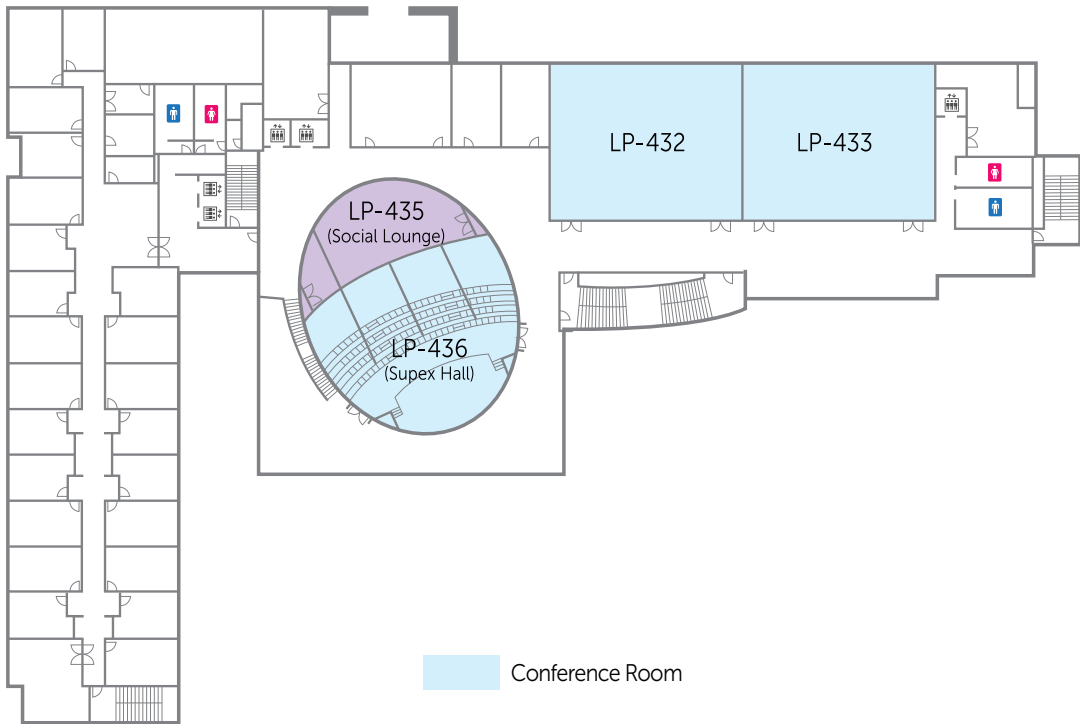 LP-432
LP-433
LP-435
(Social Lounge)
LP-436
(Supex Hall)
Conference Room